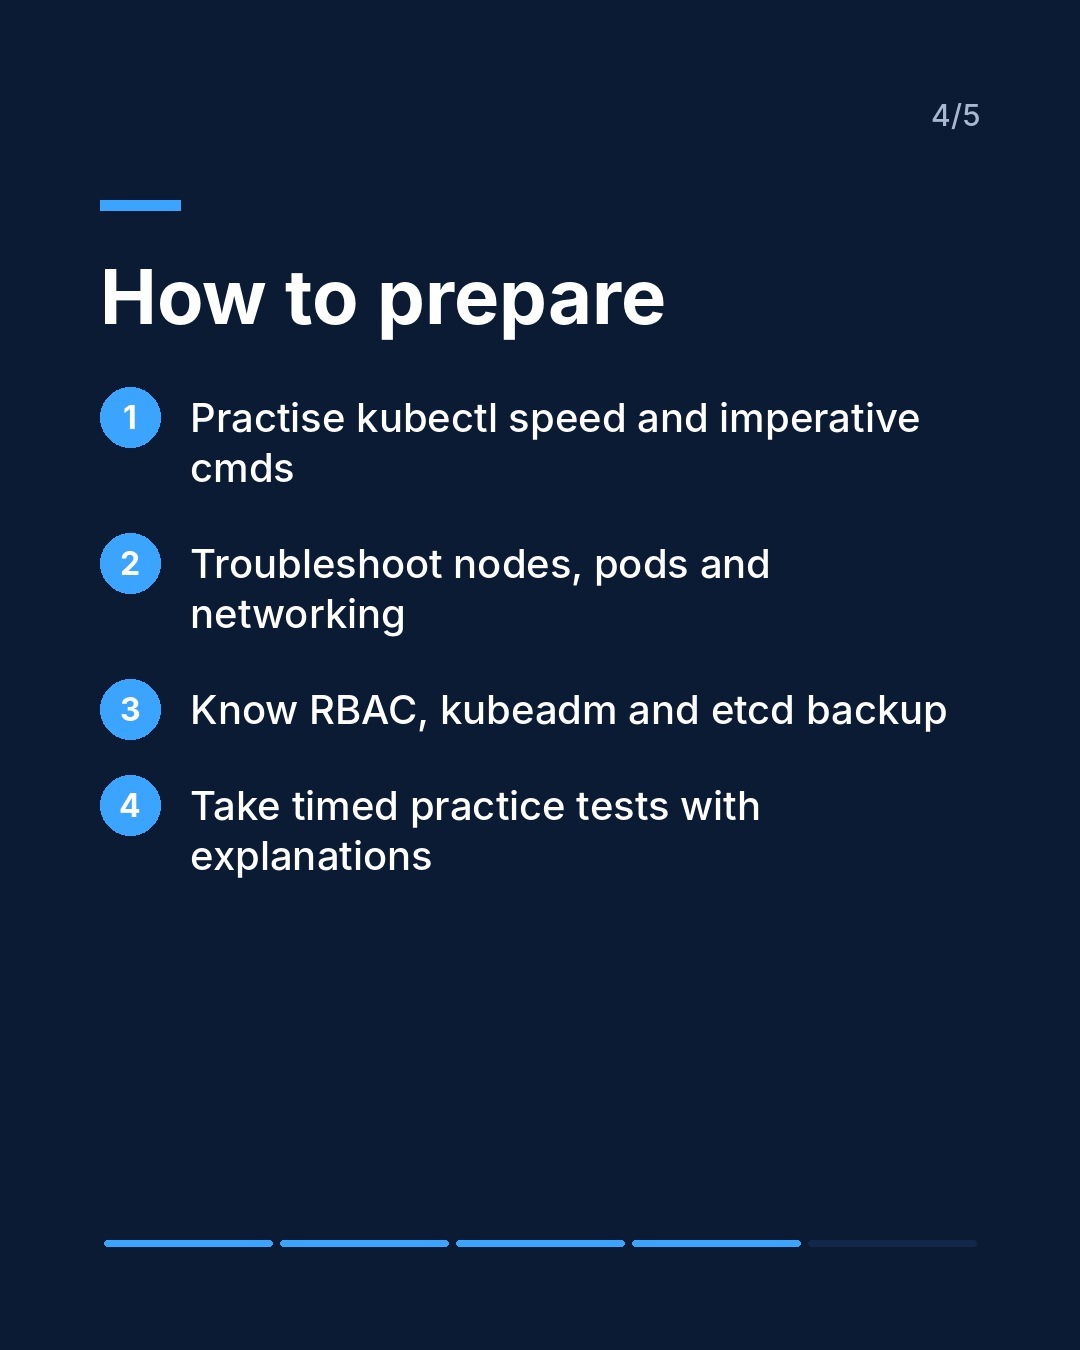 4/5
How to prepare
1 Practise kubectl speed and imperative
cmds
2 Troubleshoot nodes, pods and
networking
3 Know RBAC, kubeadm and etcd backup
4 Take timed practice tests with
explanations